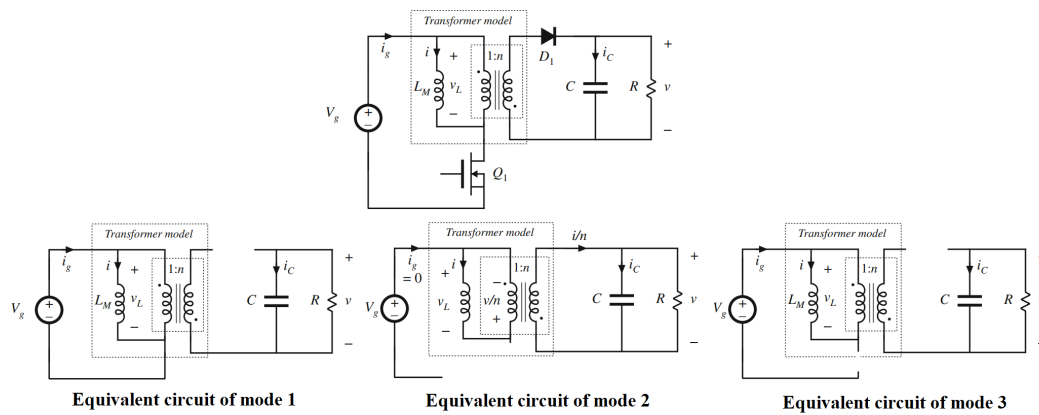 Transformer model
i_g
i
+
1:n
D_1
i_C
+
L_M
v_L
C
R
v
V_g
+
−
−
−
Q_1
Transformer model
i_g
i
+
1:n
i_C
+
V_g
+
−
L_M
v_L
C
R
v
−
−
Equivalent circuit of mode 1
Transformer model
i/n
i_g
= 0
i
+
1:n
−
i_C
+
V_g
+
−
v_L
v/n
C
R
v
−
+
−
Equivalent circuit of mode 2
Transformer model
i_g
i
+
1:n
i_C
+
V_g
+
−
L_M
v_L
C
R
v
−
−
Equivalent circuit of mode 3